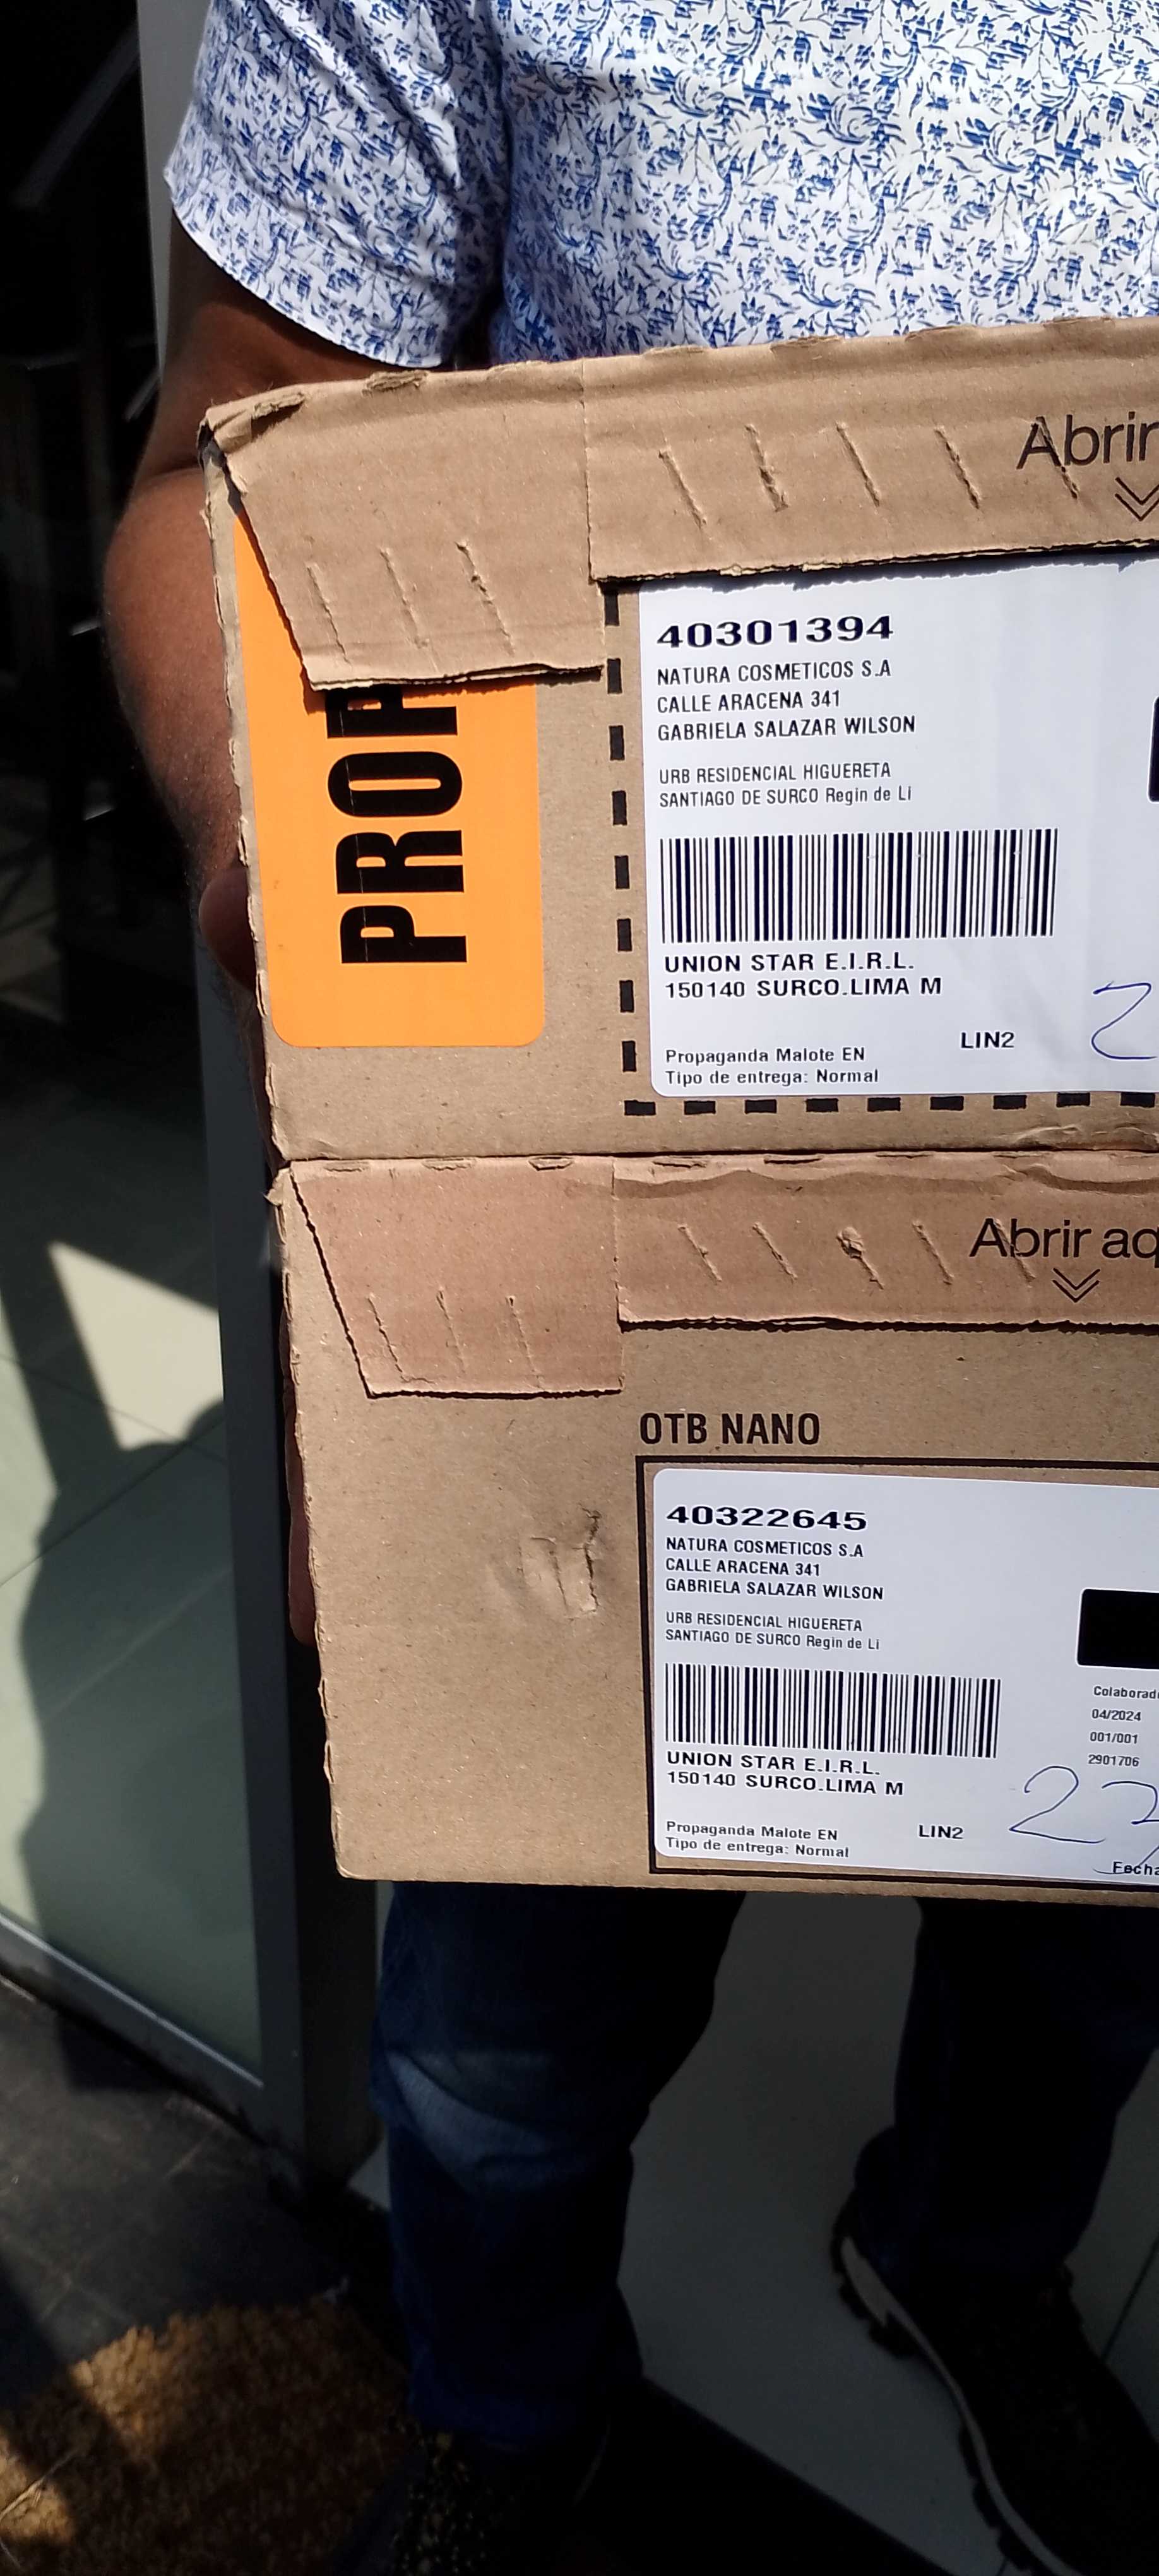 Abrir
PROP
40301394
NATURA COSMETICOS S.A
CALLE ARACENA 341
GABRIELA SALAZAR WILSON
URB RESIDENCIAL HIGUERETA
SANTIAGO DE SURCO Regin de Li
UNION STAR E.I.R.L.
150140 SURCO.LIMA M
2
LIN2
Propaganda Malote EN
Tipo de entrega: Normal
Abrir aq
OTB NANO
40322645
NATURA COSMETICOS S.A
CALLE ARACENA 341
GABRIELA SALAZAR WILSON
URB RESIDENCIAL HIGUERETA
SANTIAGO DE SURCO Regin de Li
Colaborad
04/2024
001/001
2901706
UNION STAR E.I.R.L.
150140 SURCO.LIMA M
Propaganda Malote EN
LIN2
Tipo de entrega: Normal
Fecha